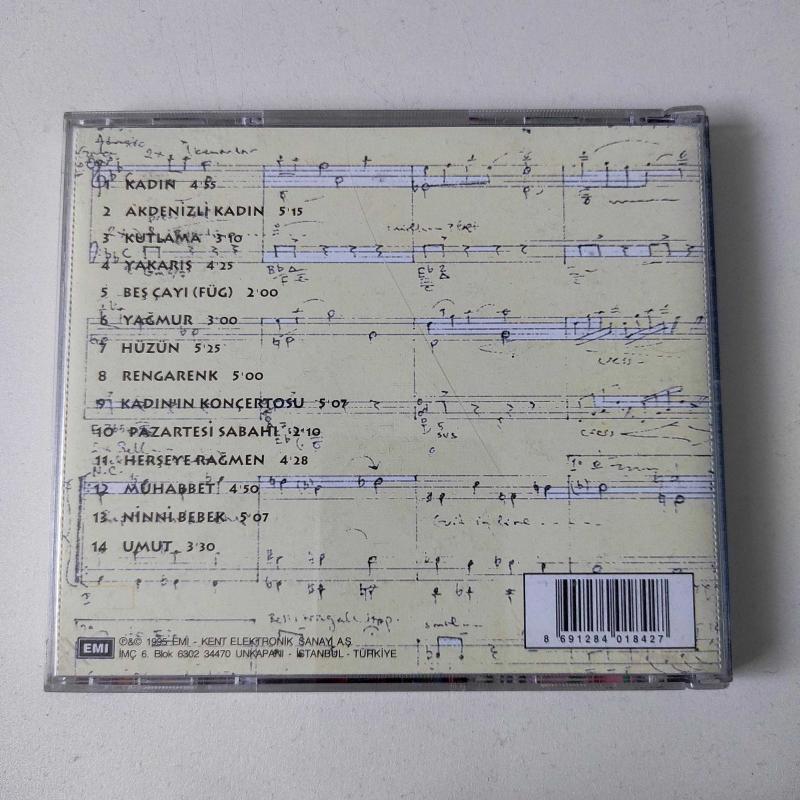 1 KADIN 4'55
2 AKDENİZLİ KADIN 5'15
3 KUTLAMA 3'10
4 YAKARIŞ 4'25
5 BEŞ ÇAYI (FÜG) 2'00
6 YAĞMUR 3'00
7 HÜZÜN 5'25
8 RENGARENK 5'00
9 KADIN'IN KONÇERTOSU 5'07
10 PAZARTESİ SABAHI 2'10
11 HERŞEYE RAĞMEN 4'28
12 MUHABBET 4'50
13 NİNNİ BEBEK 5'07
14 UMUT 3'30
EMI
℗&© 1995 EMI - KENT ELEKTRONİK SANAYİ A.Ş.
İMÇ 6. Blok 6302 34470 UNKAPANI - İSTANBUL - TÜRKİYE
8 691284 018427